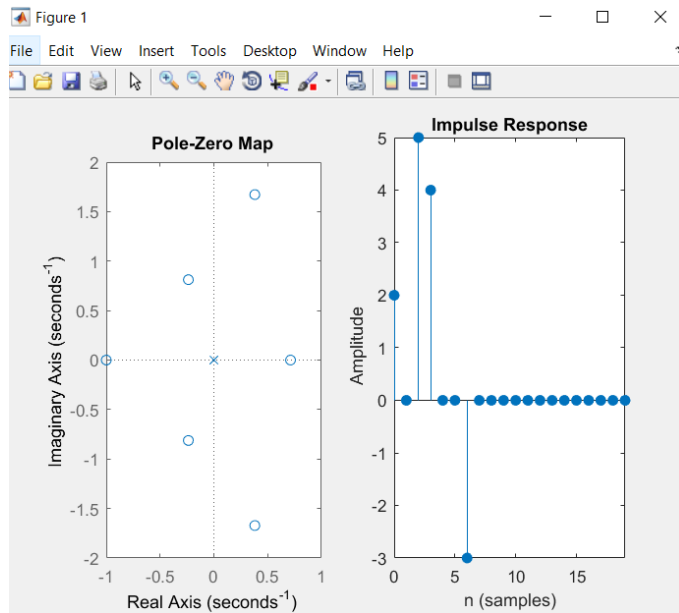 Figure 1
File Edit View Insert Tools Desktop Window Help
Pole-Zero Map
2
1.5
1
0.5
0
-0.5
-1
-1.5
-2
-1 -0.5 0 0.5 1
Imaginary Axis (seconds⁻¹)
Real Axis (seconds⁻¹)
Impulse Response
5
4
3
2
1
0
-1
-2
-3
0 5 10 15
Amplitude
n (samples)